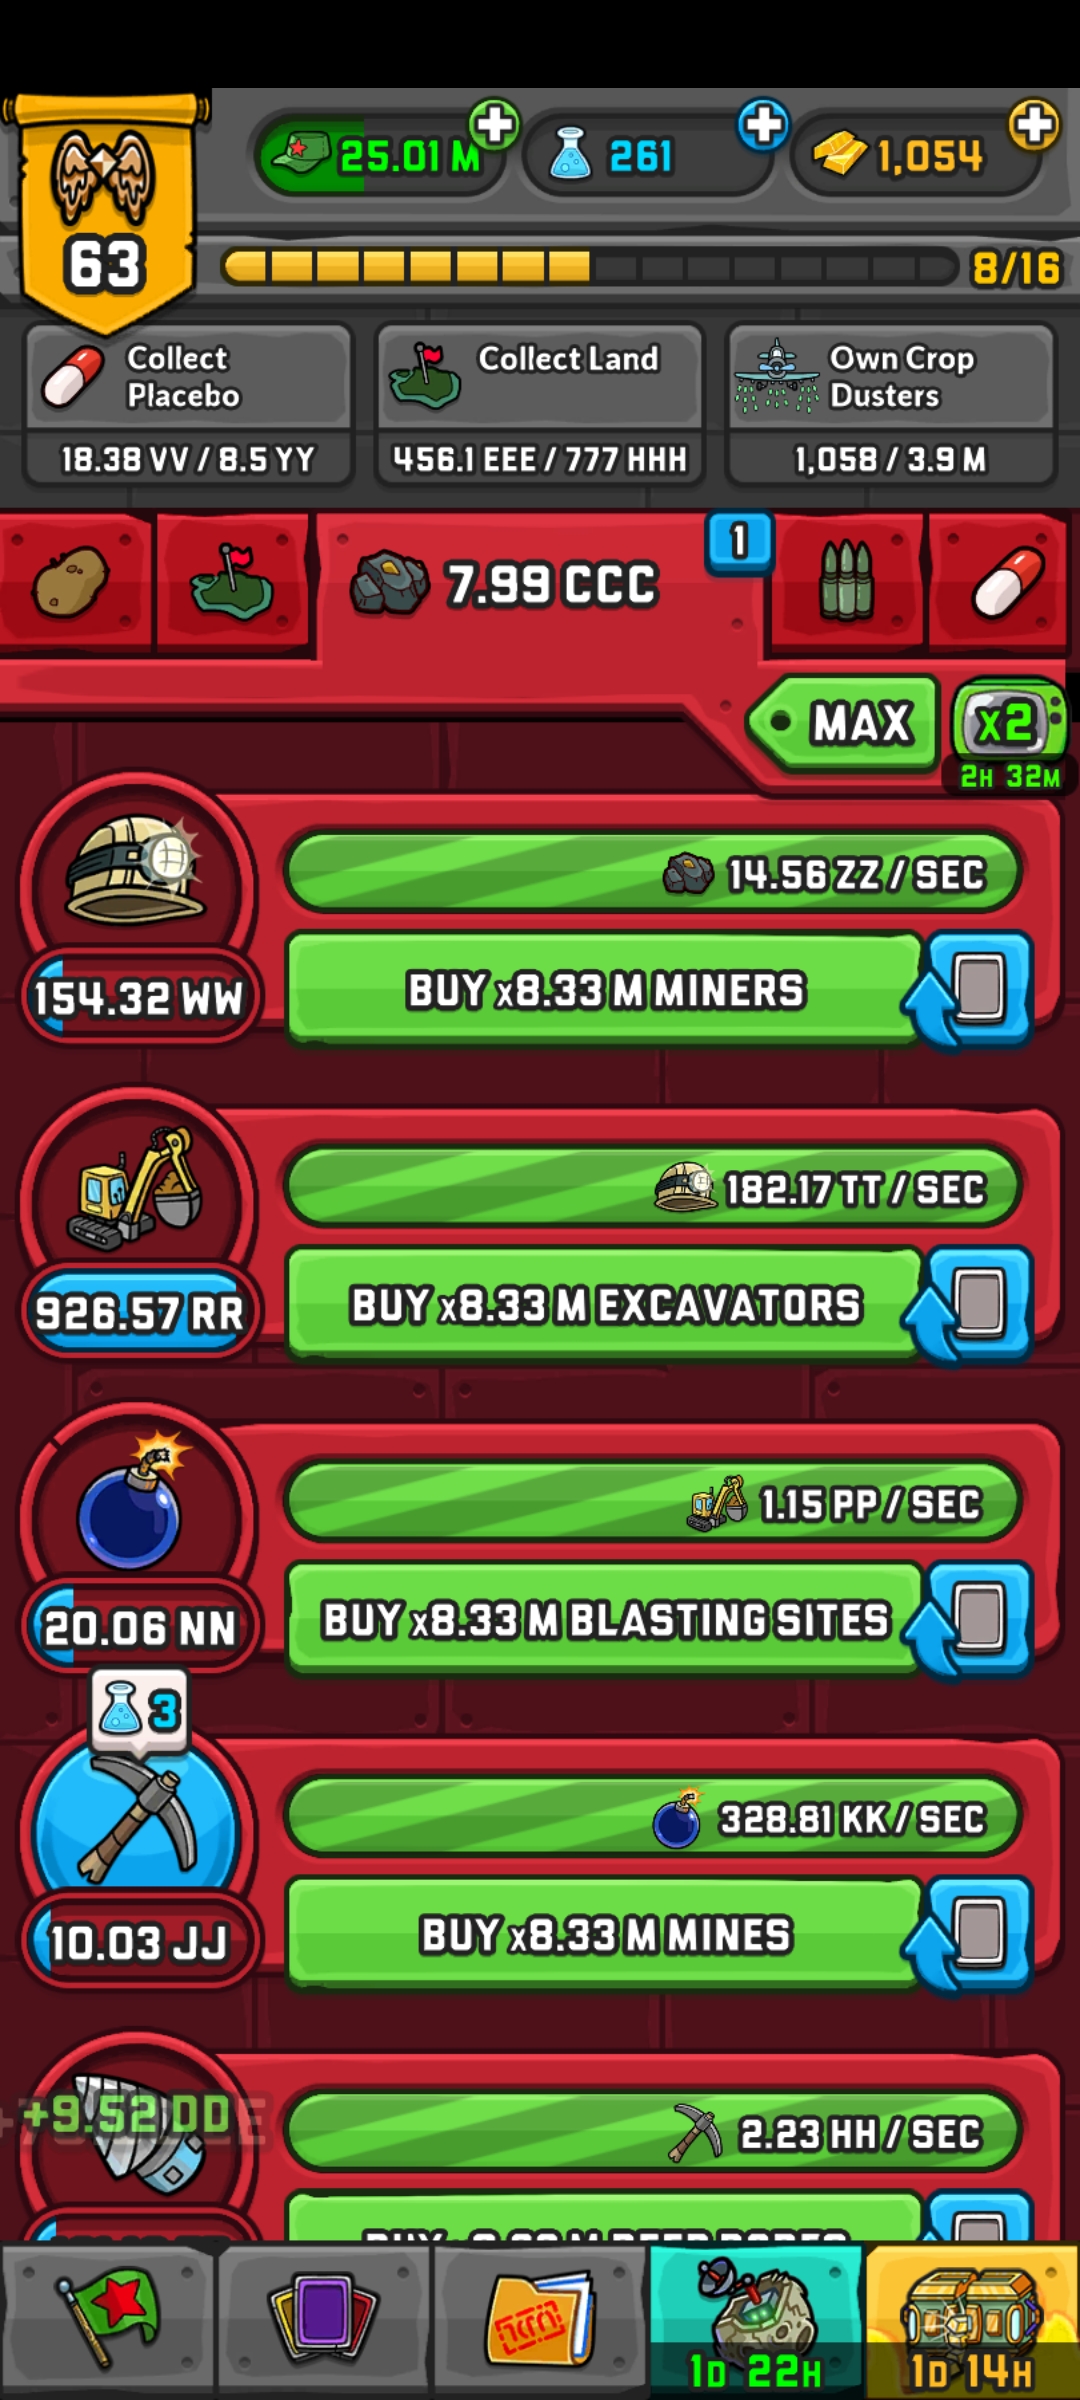 25.01 M
261
1,054
63
8/16
Collect
Placebo
18.38 VV / 8.5 YY
Collect Land
456.1 EEE / 777 HHH
Own Crop
Dusters
1,058 / 3.9 M
7.99 CCC
1
MAX
x2
2H 32M
14.56 ZZ / SEC
154.32 WW
BUY x8.33 M MINERS
182.17 TT / SEC
926.57 RR
BUY x8.33 M EXCAVATORS
1.15 PP / SEC
20.06 NN
BUY x8.33 M BLASTING SITES
3
328.81 KK / SEC
10.03 JJ
BUY x8.33 M MINES
+9.52 DD
2.23 HH / SEC
1D 22H
1D 14H